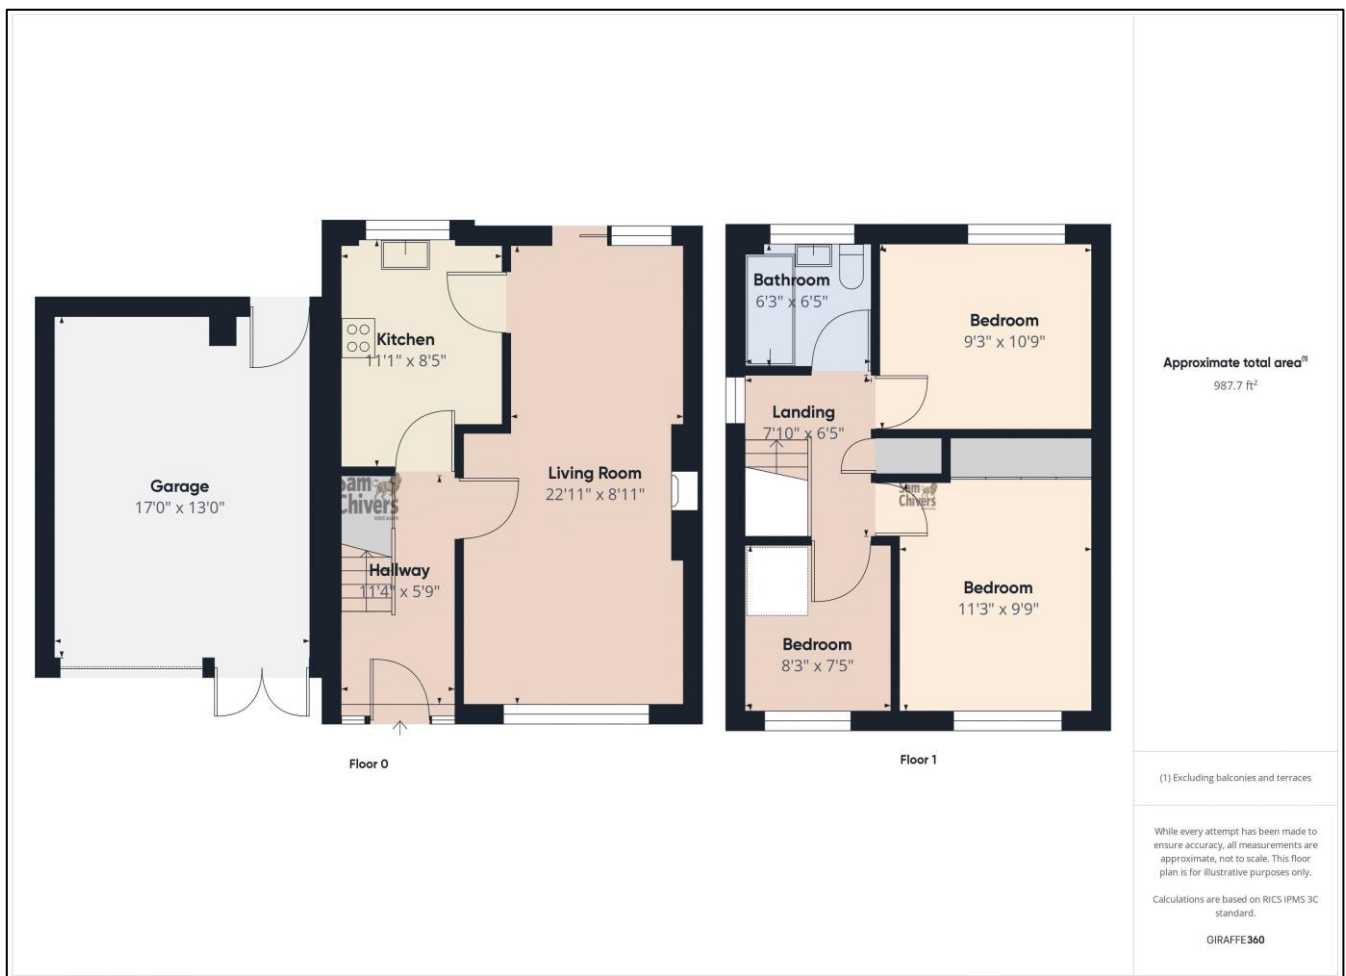 Kitchen
11'1" x 8'5"
Garage
17'0" x 13'0"
Living Room
22'11" x 8'11"
Sam
Chivers
Hallway
11'4" x 5'9"
Floor 0
Bathroom
6'3" x 6'5"
Bedroom
9'3" x 10'9"
Landing
7'10" x 6'5"
Sam
Chivers
Bedroom
11'3" x 9'9"
Bedroom
8'3" x 7'5"
Floor 1
Approximate total area(1)
987.7 ft²
(1) Excluding balconies and terraces
While every attempt has been made to
ensure accuracy, all measurements are
approximate, not to scale. This floor
plan is for illustrative purposes only.
Calculations are based on RICS IPMS 3C
standard.
GIRAFFE360